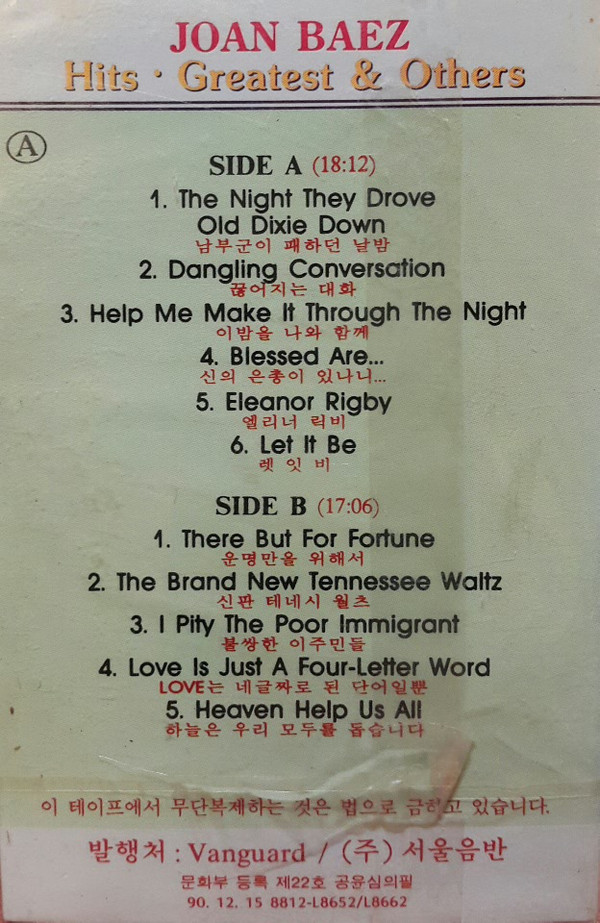 JOAN BAEZ
Hits · Greatest & Others
A
SIDE A (18:12)
1. The Night They Drove
Old Dixie Down
남부군이 패하던 날밤
2. Dangling Conversation
끊어지는 대화
3. Help Me Make It Through The Night
이밤을 나와 함께
4. Blessed Are...
신의 은총이 있나니...
5. Eleanor Rigby
엘리너 릭비
6. Let It Be
렛 잇 비
SIDE B (17:06)
1. There But For Fortune
운명만을 위해서
2. The Brand New Tennessee Waltz
신판 테네시 월츠
3. I Pity The Poor Immigrant
불쌍한 이주민들
4. Love Is Just A Four-Letter Word
LOVE는 네글짜로 된 단어일뿐
5. Heaven Help Us All
하늘은 우리 모두를 돕습니다
이 테이프에서 무단복제하는 것은 법으로 금하고 있습니다.
발행처 : Vanguard / (주) 서울음반
문화부 등록 제22호 공윤심의필
90. 12. 15 8812-L8652/L8662